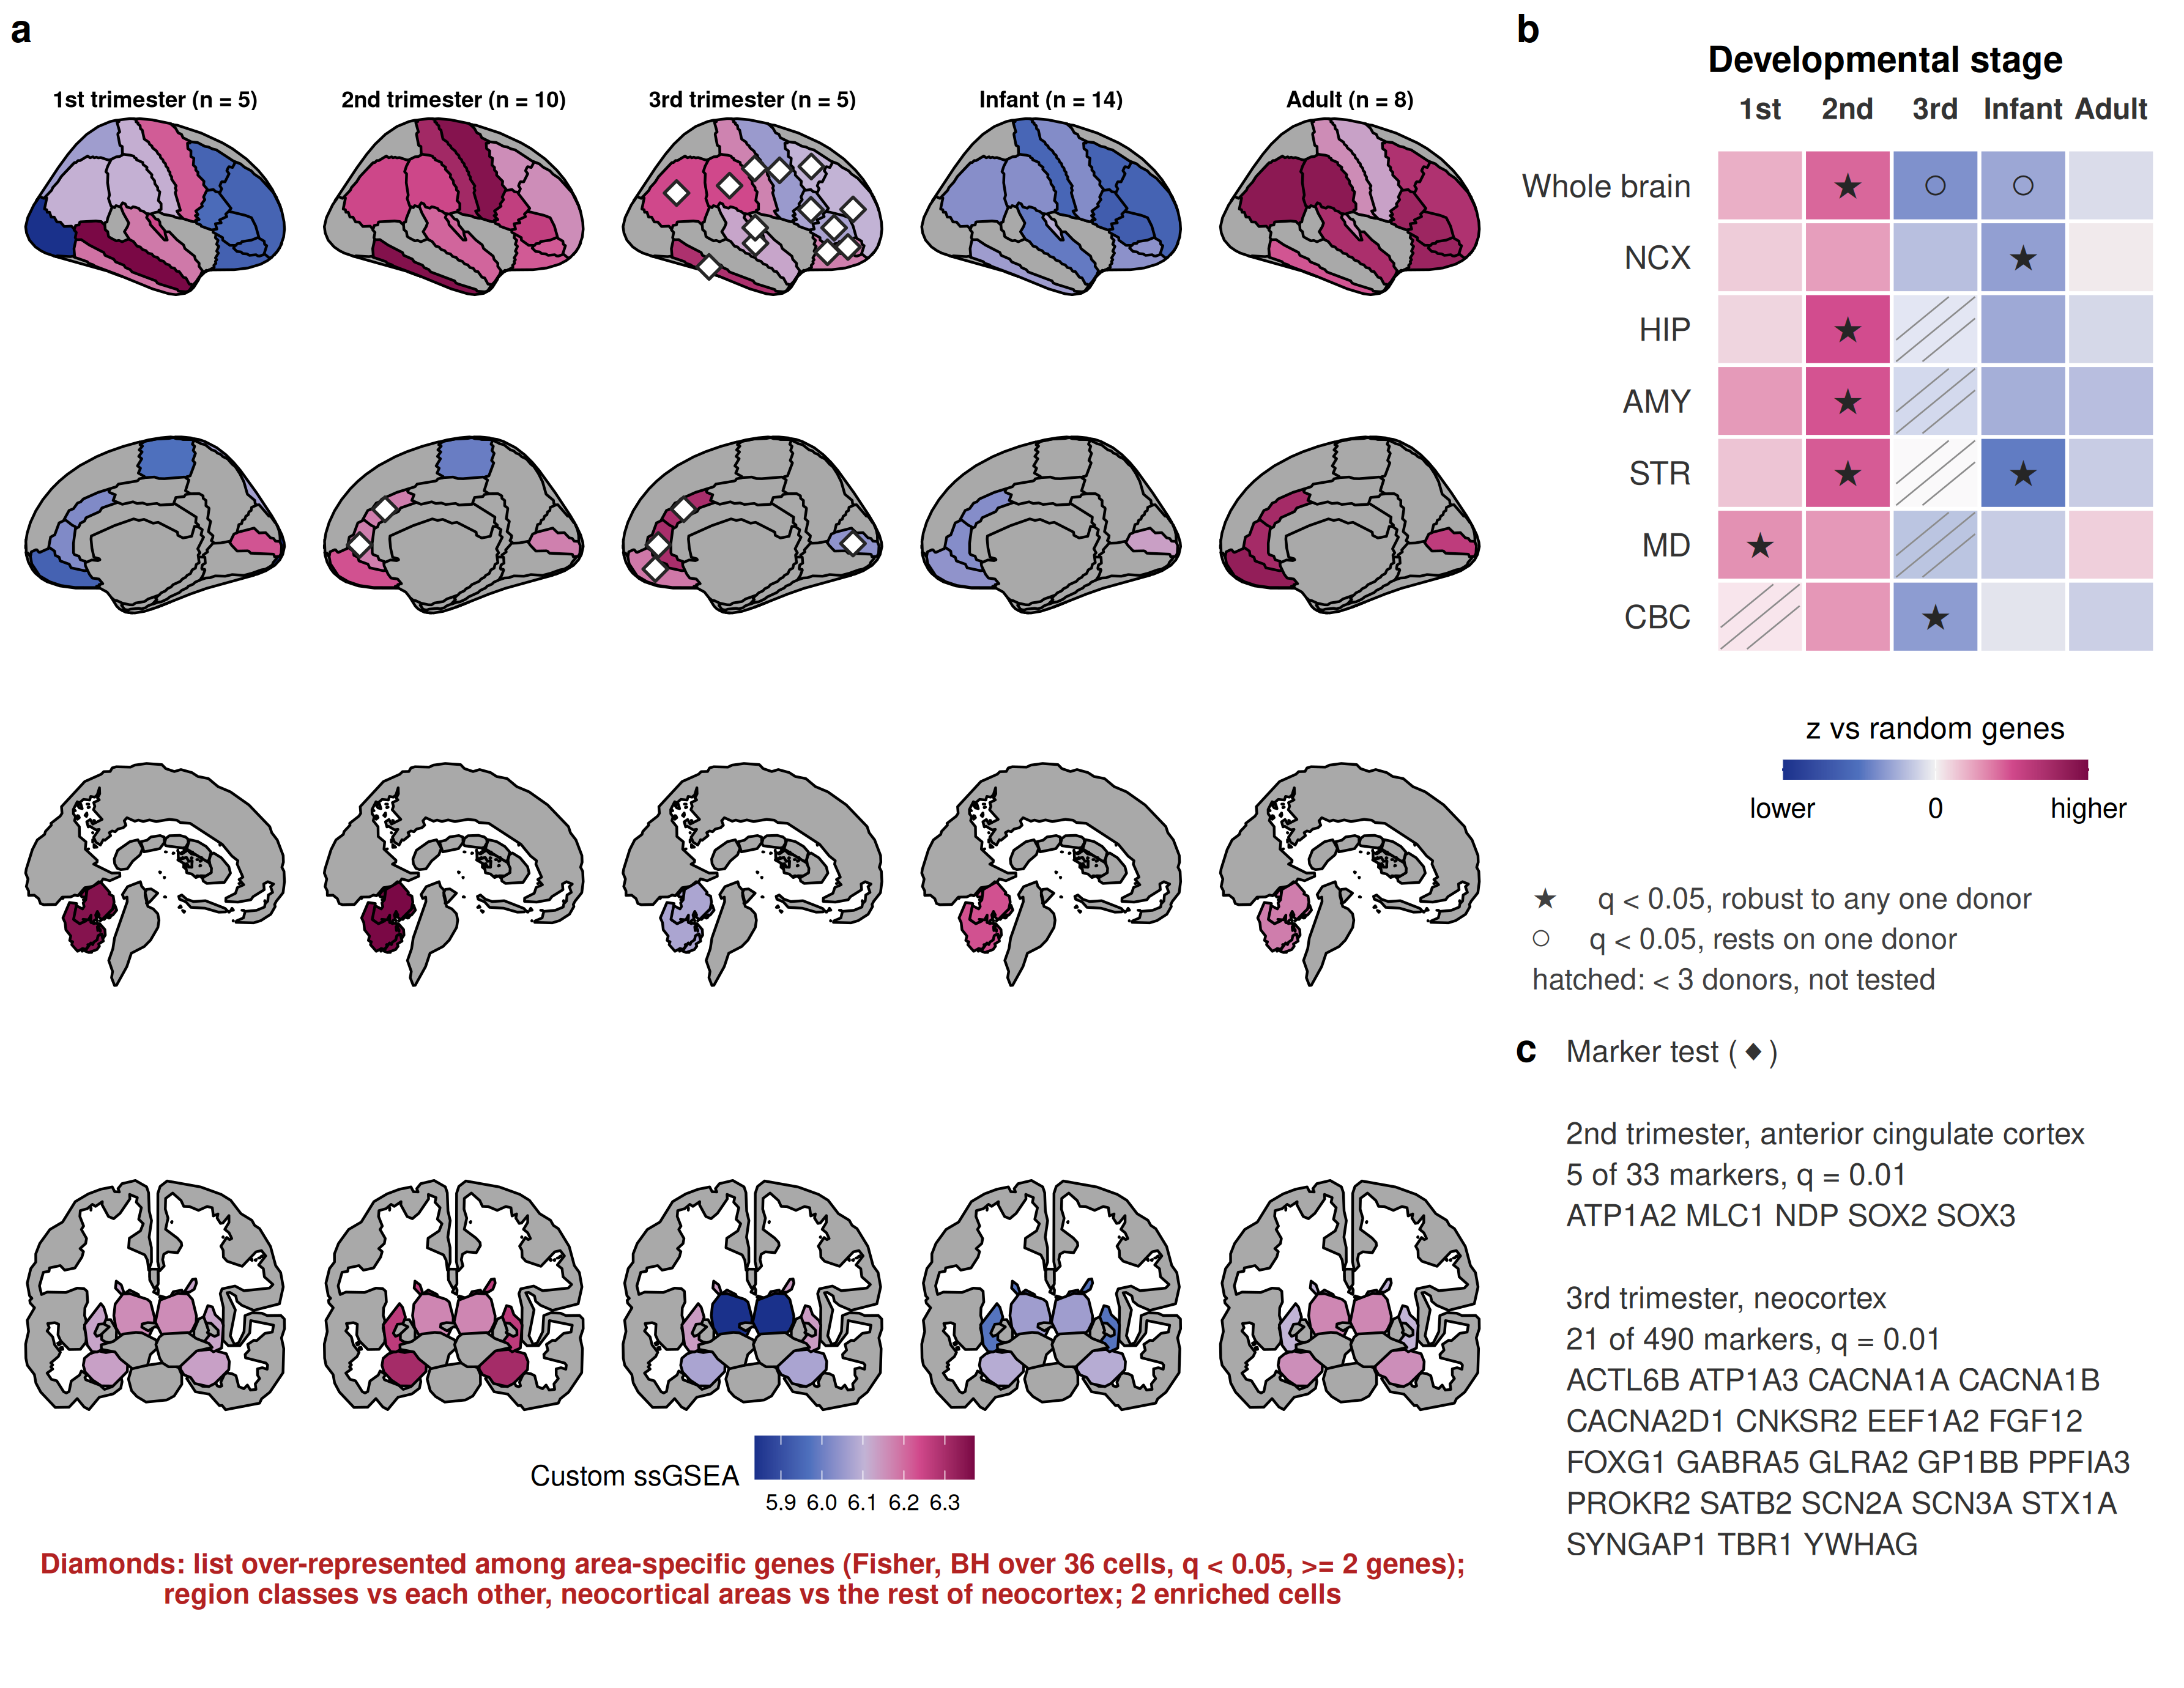 a
1st trimester (n = 5)
2nd trimester (n = 10)
3rd trimester (n = 5)
Infant (n = 14)
Adult (n = 8)
Custom ssGSEA
5.9 6.0 6.1 6.2 6.3
Diamonds: list over-represented among area-specific genes (Fisher, BH over 36 cells, q < 0.05, >= 2 genes);
region classes vs each other, neocortical areas vs the rest of neocortex; 2 enriched cells
b
Developmental stage
1st 2nd 3rd Infant Adult
Whole brain
NCX
HIP
AMY
STR
MD
CBC
z vs random genes
lower 0 higher
★ q < 0.05, robust to any one donor
○ q < 0.05, rests on one donor
hatched: < 3 donors, not tested
c Marker test (◆)
2nd trimester, anterior cingulate cortex
5 of 33 markers, q = 0.01
ATP1A2 MLC1 NDP SOX2 SOX3
3rd trimester, neocortex
21 of 490 markers, q = 0.01
ACTL6B ATP1A3 CACNA1A CACNA1B
CACNA2D1 CNKSR2 EEF1A2 FGF12
FOXG1 GABRA5 GLRA2 GP1BB PPFIA3
PROKR2 SATB2 SCN2A SCN3A STX1A
SYNGAP1 TBR1 YWHAG